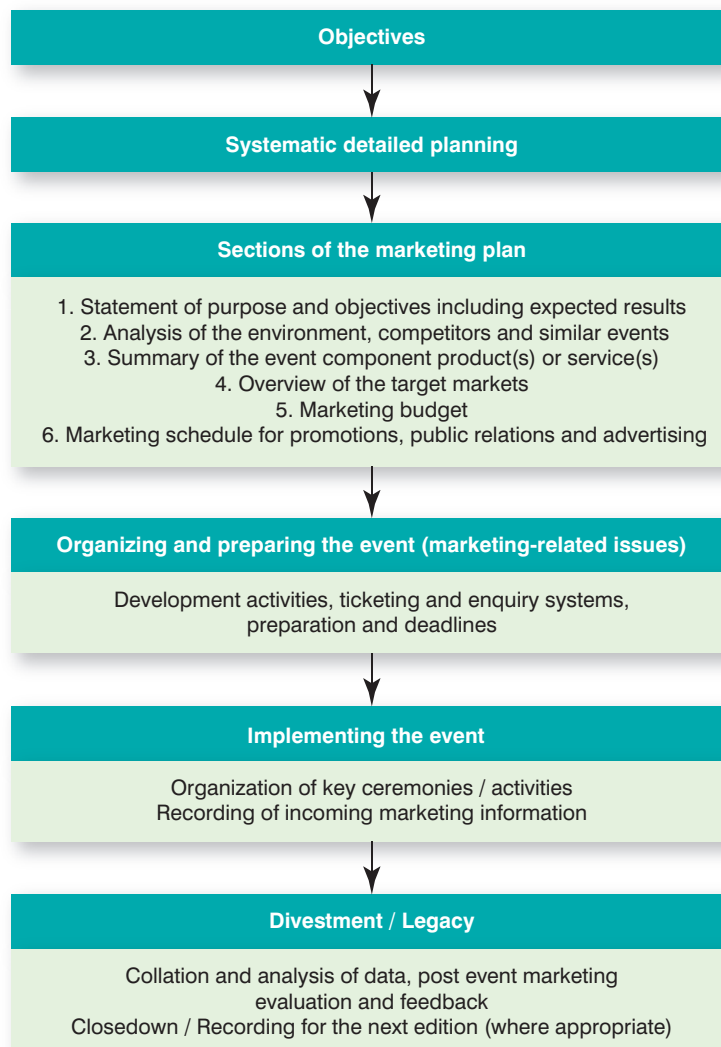 Objectives
Systematic detailed planning
Sections of the marketing plan
1. Statement of purpose and objectives including expected results
2. Analysis of the environment, competitors and similar events
3. Summary of the event component product(s) or service(s)
4. Overview of the target markets
5. Marketing budget
6. Marketing schedule for promotions, public relations and advertising
Organizing and preparing the event (marketing-related issues)
Development activities, ticketing and enquiry systems,
preparation and deadlines
Implementing the event
Organization of key ceremonies / activities
Recording of incoming marketing information
Divestment / Legacy
Collation and analysis of data, post event marketing
evaluation and feedback
Closedown / Recording for the next edition (where appropriate)